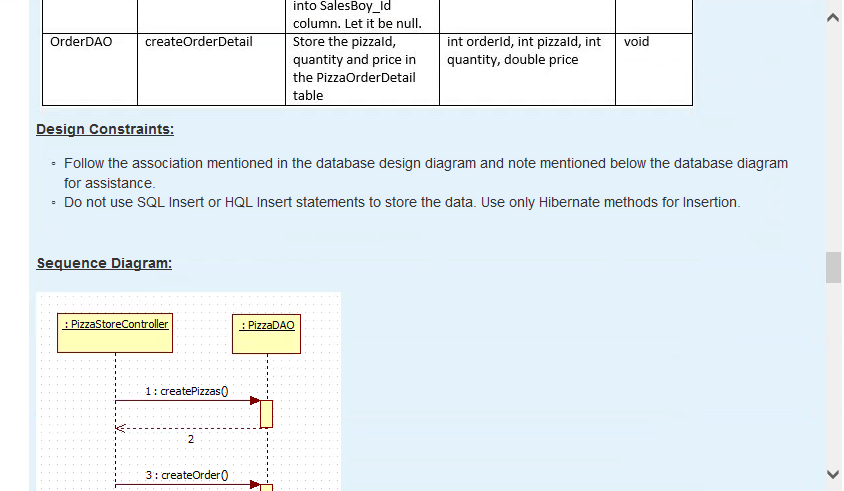 into SalesBoy_Id
column. Let it be null.
OrderDAO createOrderDetail Store the pizzaId, int orderId, int pizzaId, int void
quantity and price in quantity, double price
the PizzaOrderDetail
table
Design Constraints:
Follow the association mentioned in the database design diagram and note mentioned below the database diagram
for assistance.
Do not use SQL Insert or HQL Insert statements to store the data. Use only Hibernate methods for Insertion.
Sequence Diagram:
: PizzaStoreController : PizzaDAO
1 : createPizzas()
2
3 : createOrder()